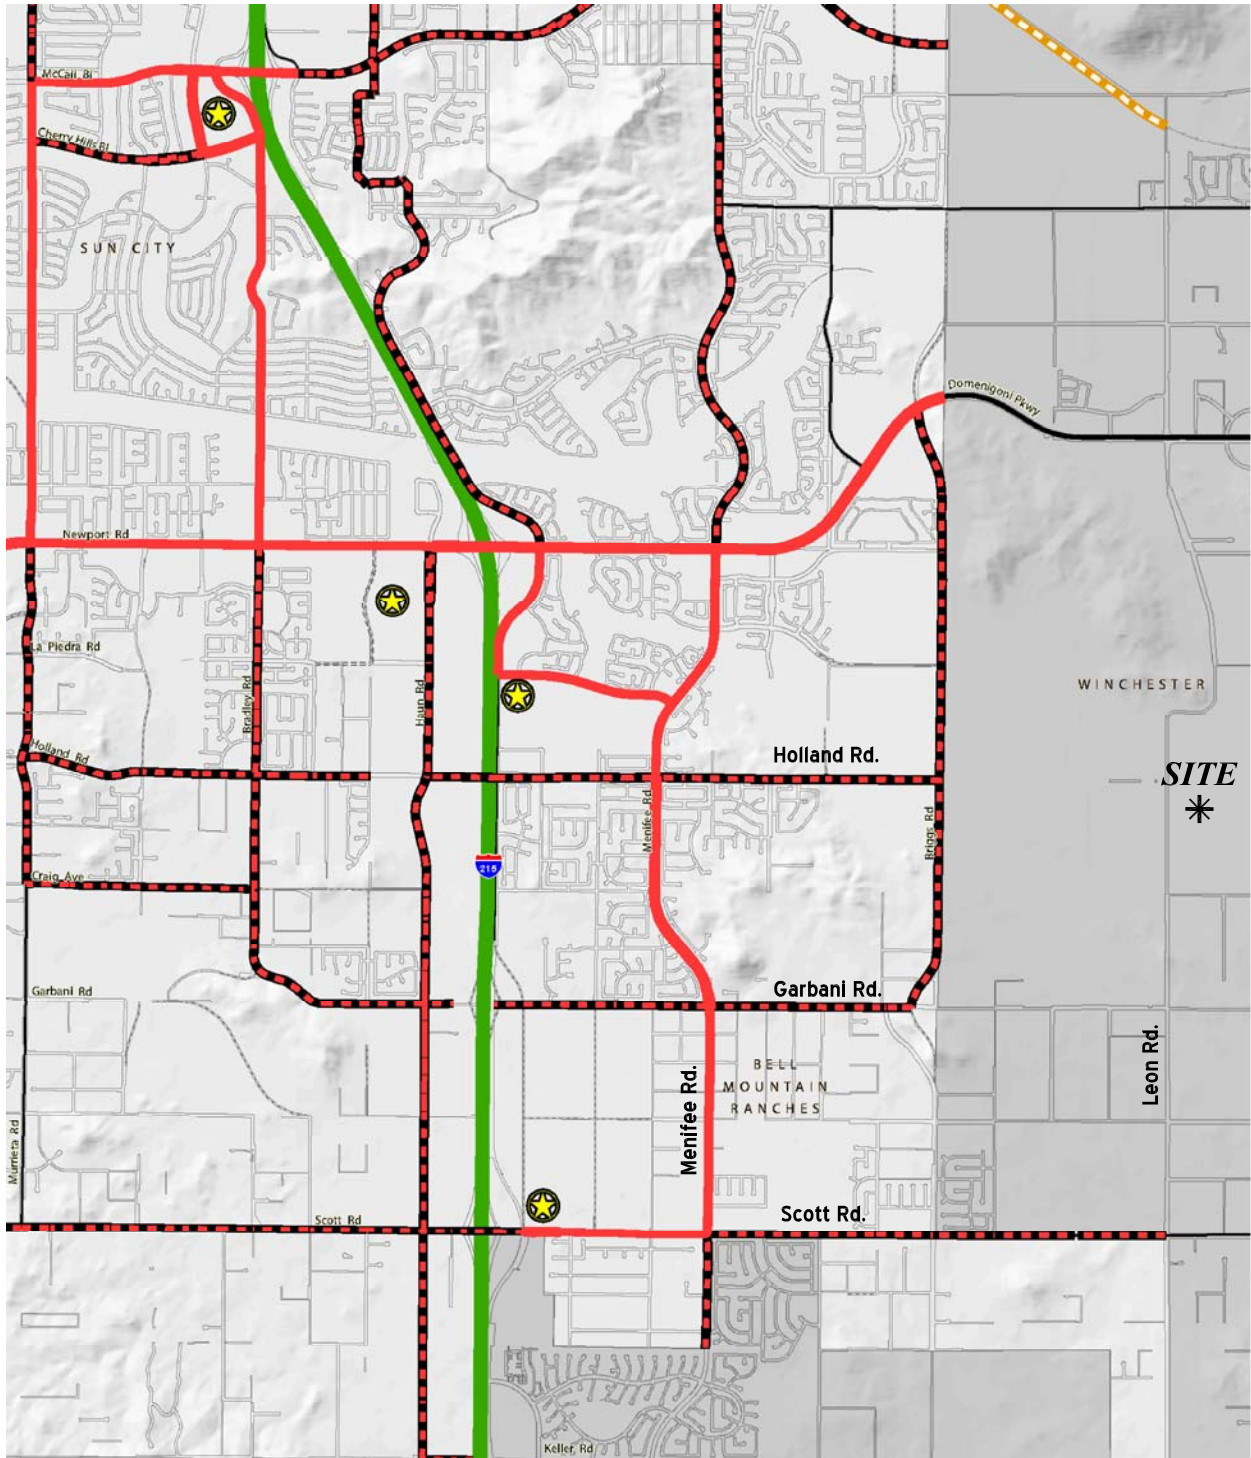 McCall Bl
Cherry Hills Bl
SUN CITY
Domenigoni Pkwy
Newport Rd
La Piedra Rd
Bradley Rd
Haun Rd
WINCHESTER
Holland Rd
Holland Rd.
SITE
Menifee Rd
Briggs Rd
215
Craig Ave
Garbani Rd
Garbani Rd.
BELL
MOUNTAIN
RANCHES
Leon Rd.
Menifee Rd.
Murrieta Rd
Scott Rd
Scott Rd.
Keller Rd